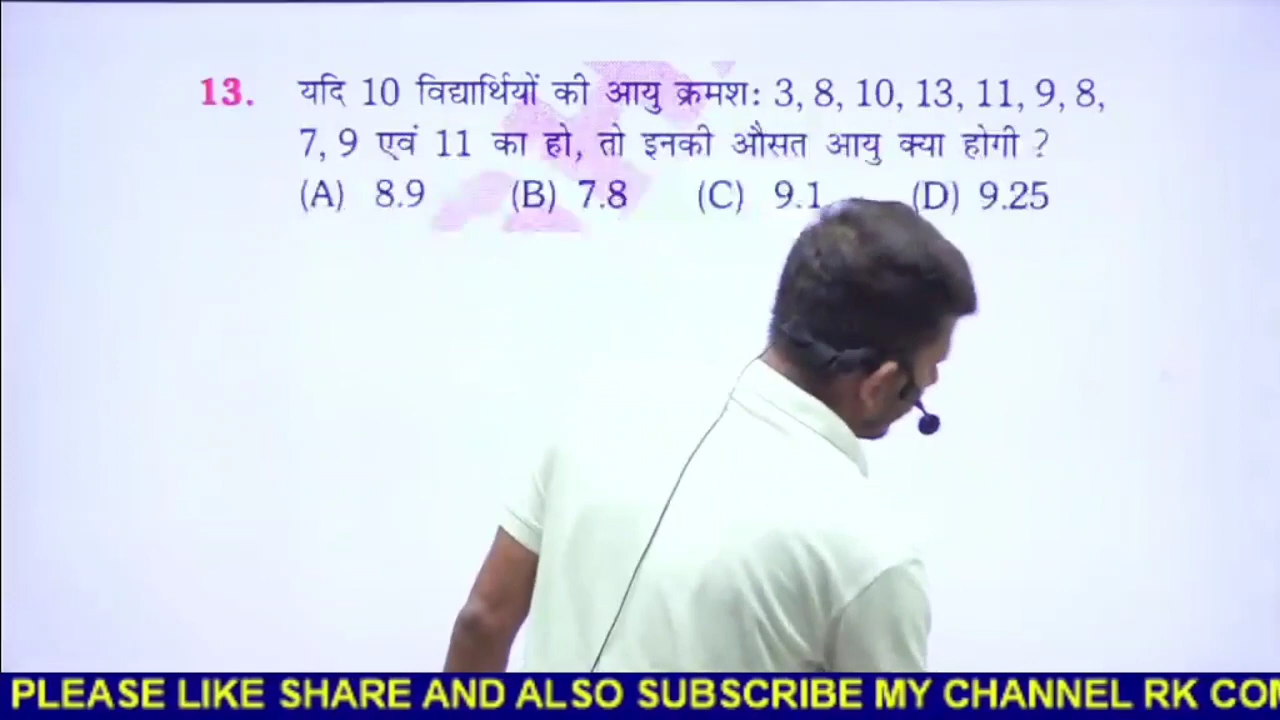 13. यदि 10 विद्यार्थियों की आयु क्रमश: 3, 8, 10, 13, 11, 9, 8,
7, 9 एवं 11 का हो, तो इनकी औसत आयु क्या होगी ?
(A) 8.9 (B) 7.8 (C) 9.1 (D) 9.25
PLEASE LIKE SHARE AND ALSO SUBSCRIBE MY CHANNEL RK